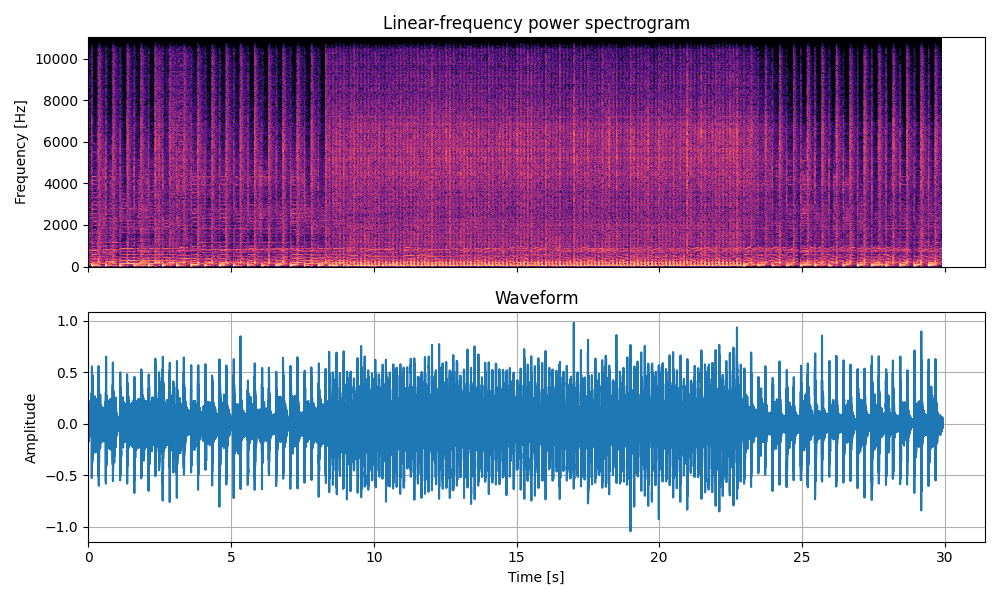 Linear-frequency power spectrogram
Frequency [Hz]
10000
8000
6000
4000
2000
0
Waveform
Amplitude
1.0
0.5
0.0
−0.5
−1.0
0 5 10 15 20 25 30
Time [s]